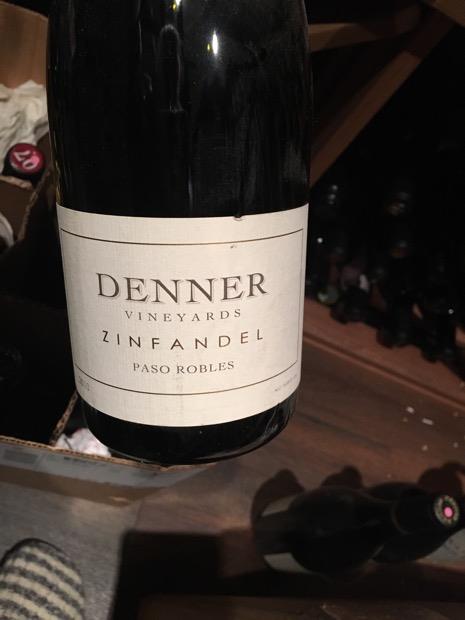 DENNER
VINEYARDS
ZINFANDEL
PASO ROBLES